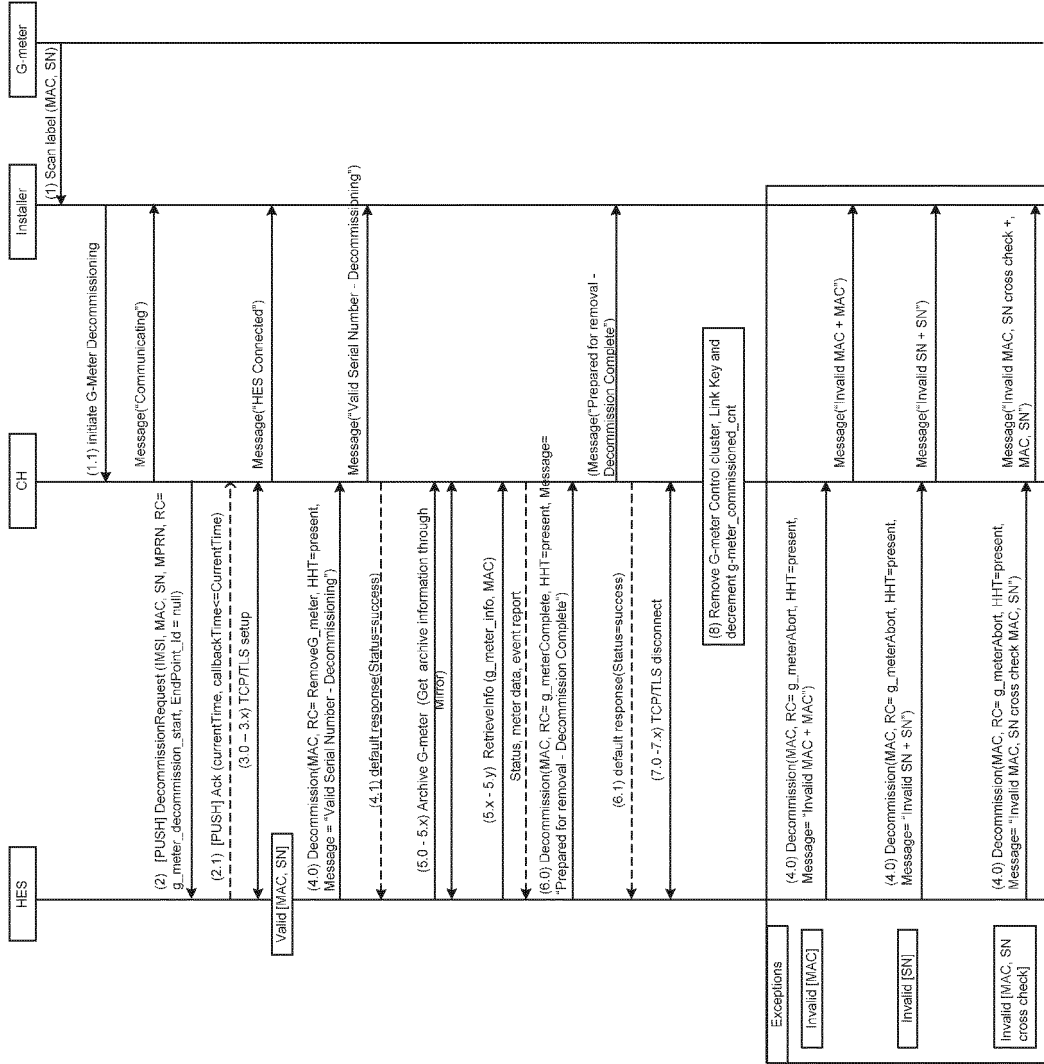 HES
CH
Installer
G-meter
(1) Scan label (MAC, SN)
(1.1) initiate G-Meter Decommissioning
Message("Communicating")
(2) [PUSH] DecommissionRequest (IMSI, MAC, SN, MPRN, RC=
g_meter_decommission_start, EndPoint_Id = null)
(2.1) [PUSH] Ack (currentTime, callbackTime<=CurrentTime)
(3.0 – 3.x) TCP/TLS setup
Message("HES Connected")
Valid [MAC, SN]
(4.0) Decommission(MAC, RC= RemoveG_meter, HHT=present,
Message = "Valid Serial Number - Decommissioning")
Message("Valid Serial Number - Decommissioning")
(4.1) default response(Status=success)
(5.0 - 5.x) Archive G-meter (Get archive information through
Mirror)
(5.x - 5.y) RetrieveInfo (g_meter_info, MAC)
Status, meter data, event report
(6.0) Decommission(MAC, RC= g_meterComplete, HHT=present, Message=
"Prepared for removal - Decommission Complete")
(Message("Prepared for removal -
Decommission Complete")
(6.1) default response(Status=success)
(7.0 -7.x) TCP/TLS disconnect
(8) Remove G-meter Control cluster, Link Key and
decrement g-meter_commissioned_cnt
Exceptions
Invalid [MAC]
(4.0) Decommission(MAC, RC= g_meterAbort, HHT=present,
Message= "Invalid MAC + MAC")
Message("Invalid MAC + MAC")
Invalid [SN]
(4.0) Decommission(MAC, RC= g_meterAbort, HHT=present,
Message= "Invalid SN + SN")
Message("Invalid SN + SN")
Invalid [MAC, SN
cross check]
(4.0) Decommission(MAC, RC= g_meterAbort, HHT=present,
Message= "Invalid MAC, SN cross check MAC, SN")
Message("Invalid MAC, SN cross check +,
MAC, SN")